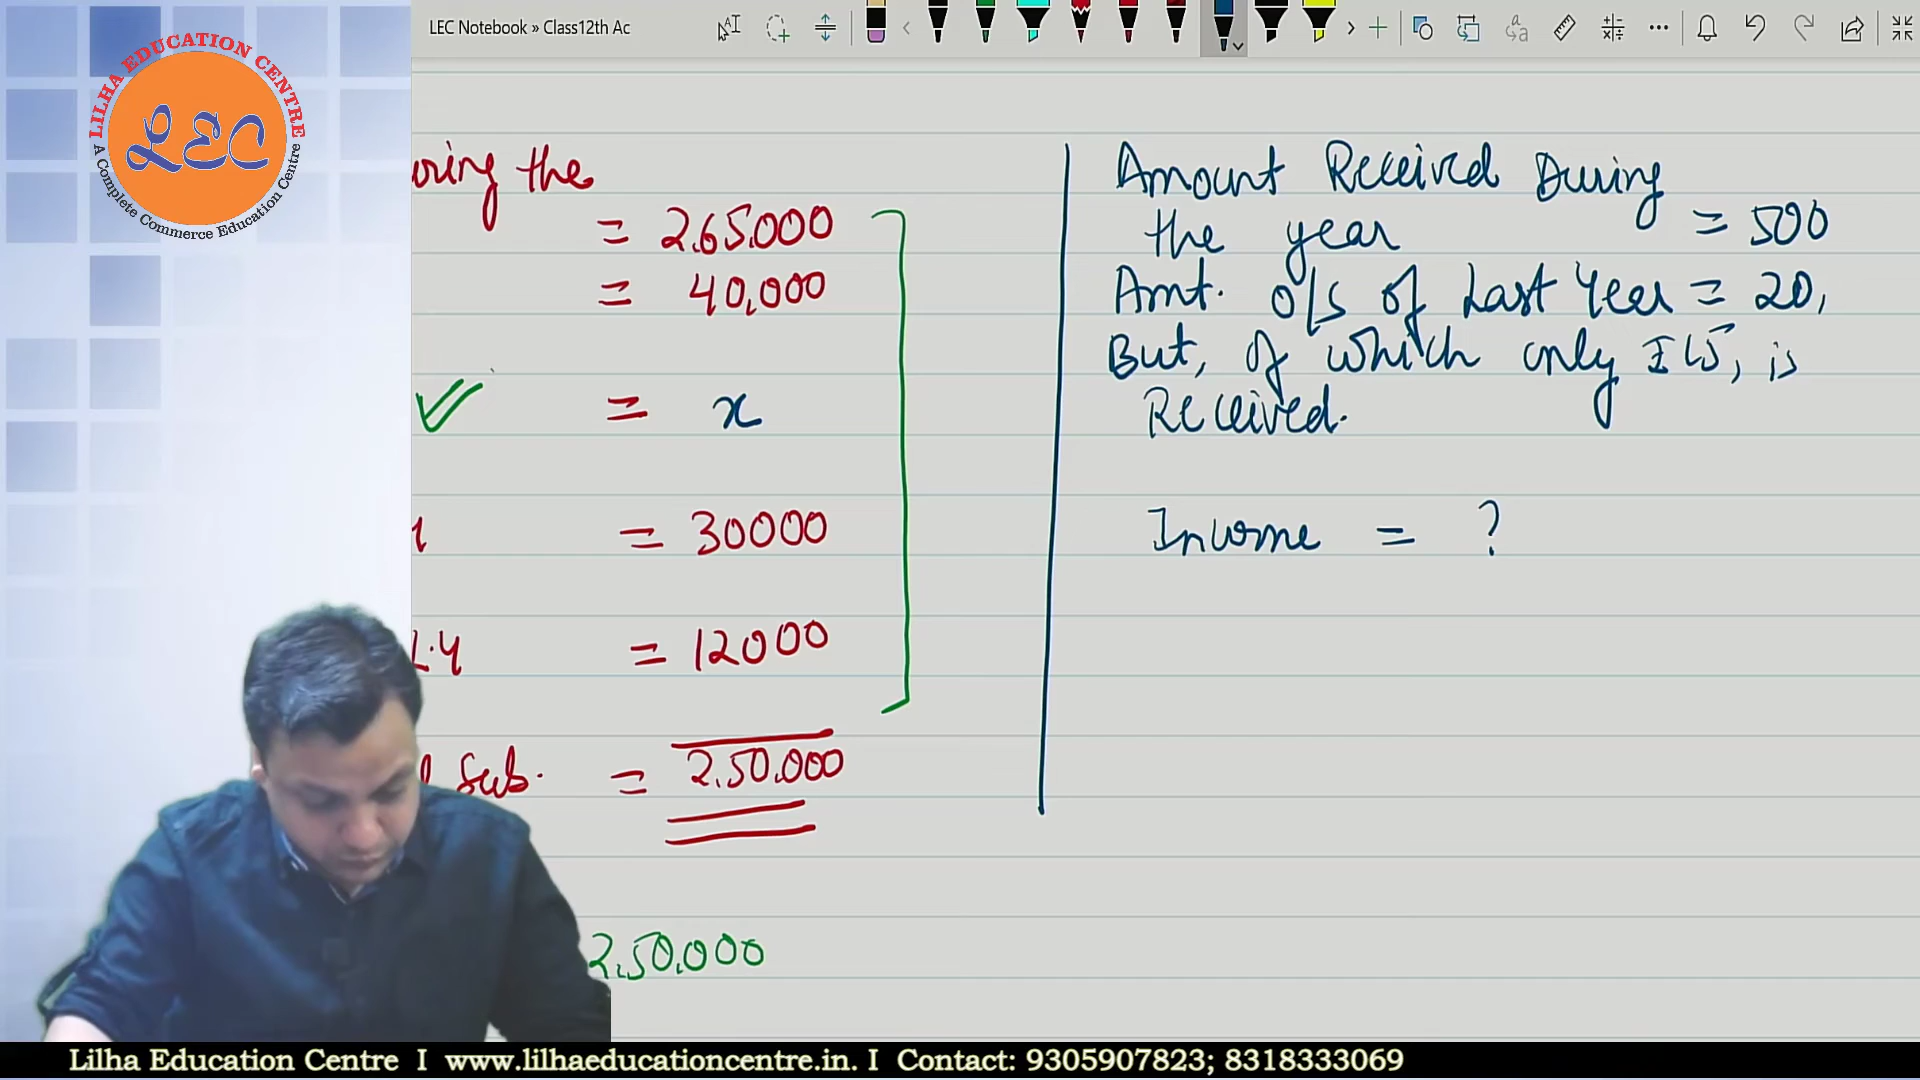 LEC Notebook » Class12th Ac
LILHA EDUCATION CENTRE
LEC
A Complete Commerce Education Centre
uring the
= 2,65,000
= 40,000
= x
= 30000
L.Y = 12000
Sub. = 2,50,000
2,50,000
Amount Received During
the year = 500
Amt. o/s of Last Year = 20,
But, of which only 15, is
Received.
Income = ?
Lilha Education Centre I www.lilhaeducationcentre.in. I Contact: 9305907823; 8318333069